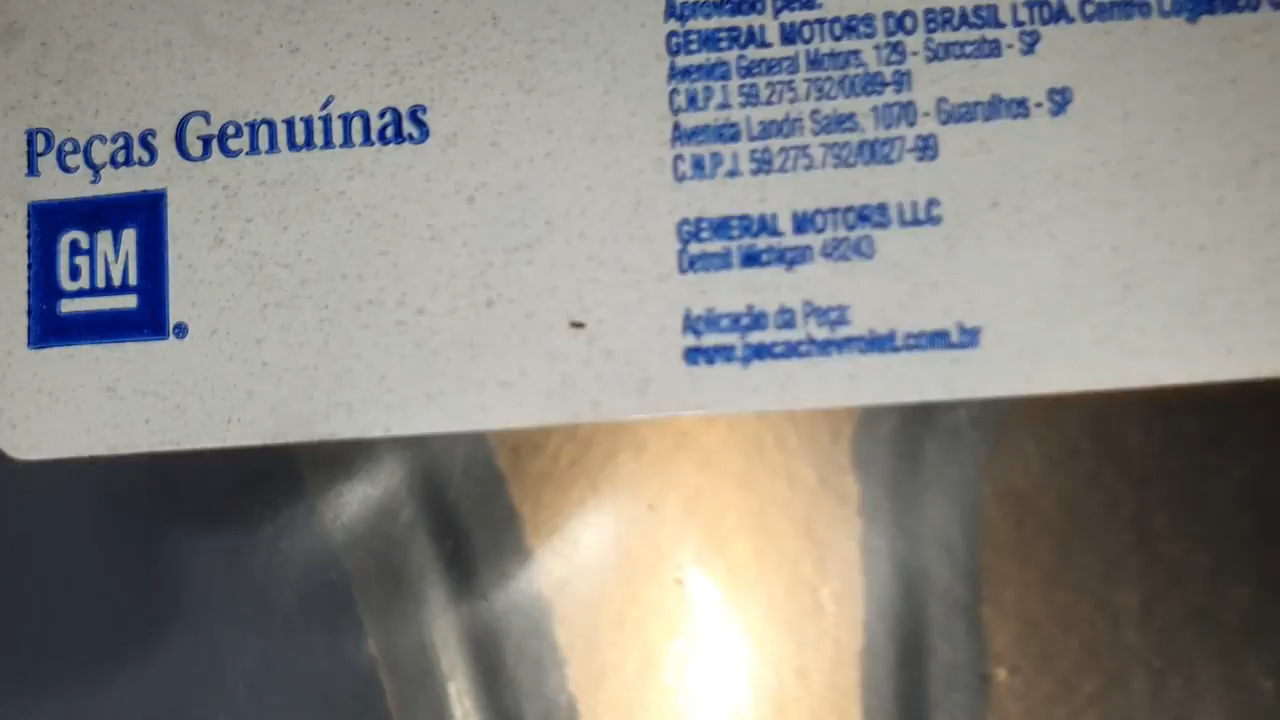 Peças Genuínas
GM
®
Aprovado pela:
GENERAL MOTORS DO BRASIL LTDA. Centro Logístico
Avenida General Motors, 129 - Sorocaba - SP
C.N.P.J. 59.275.792/0089-91
Avenida Landri Sales, 1070 - Guarulhos - SP
C.N.P.J. 59.275.792/0027-99
GENERAL MOTORS LLC
Detroit Michigan 48243
Aplicação da Peça:
www.pecachevrolet.com.br